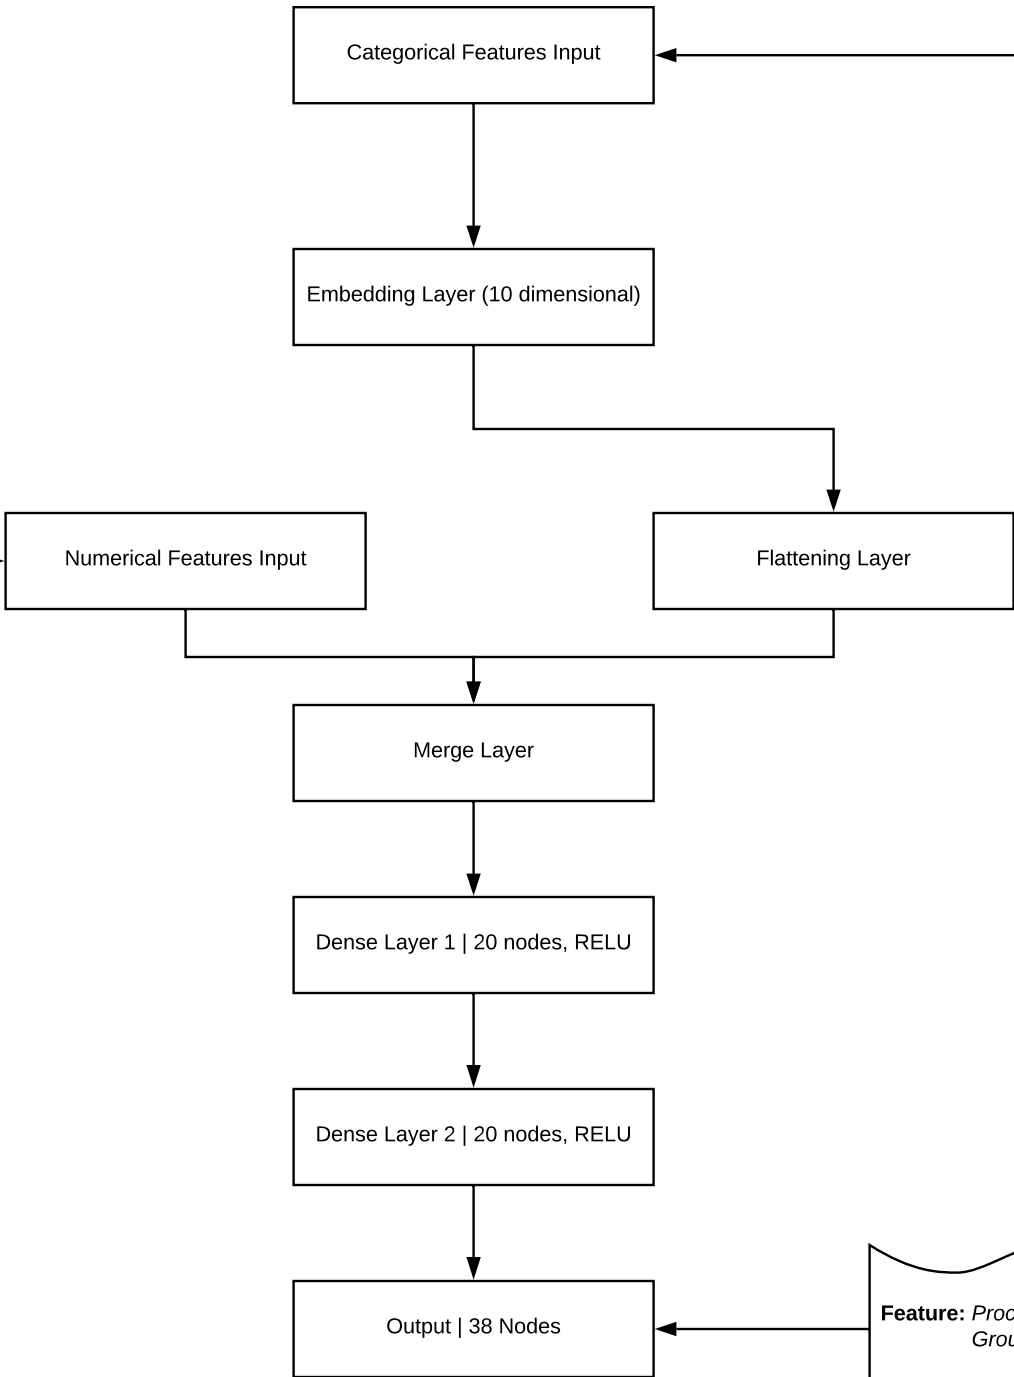 Categorical Features Input
Embedding Layer (10 dimensional)
Numerical Features Input
Flattening Layer
Merge Layer
Dense Layer 1 | 20 nodes, RELU
Dense Layer 2 | 20 nodes, RELU
Output | 38 Nodes
Feature: